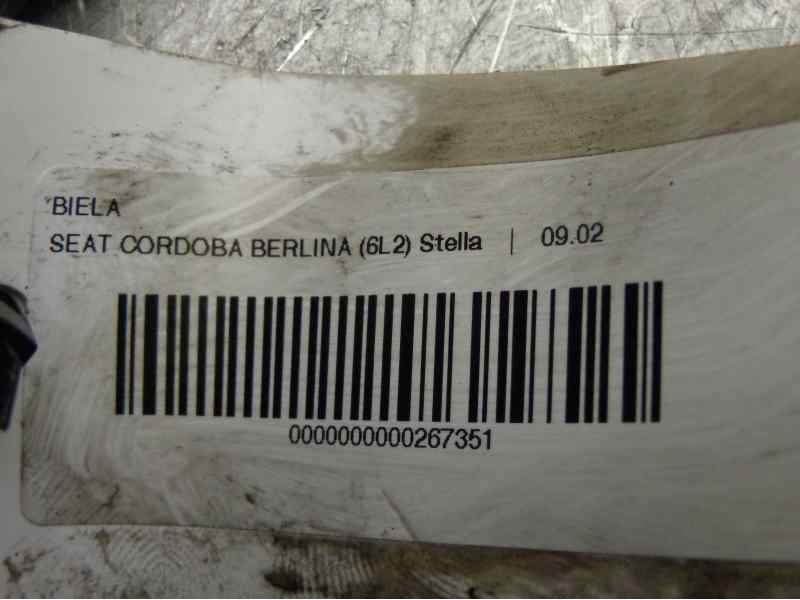 *BIELA
SEAT CORDOBA BERLINA (6L2) Stella | 09.02
0000000000267351